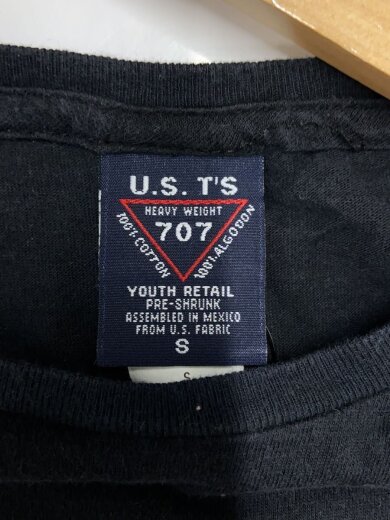 U.S. T'S
HEAVY WEIGHT
707
100% COTTON
100% ALGODON
YOUTH RETAIL
PRE-SHRUNK
ASSEMBLED IN MEXICO
FROM U.S. FABRIC
S
S